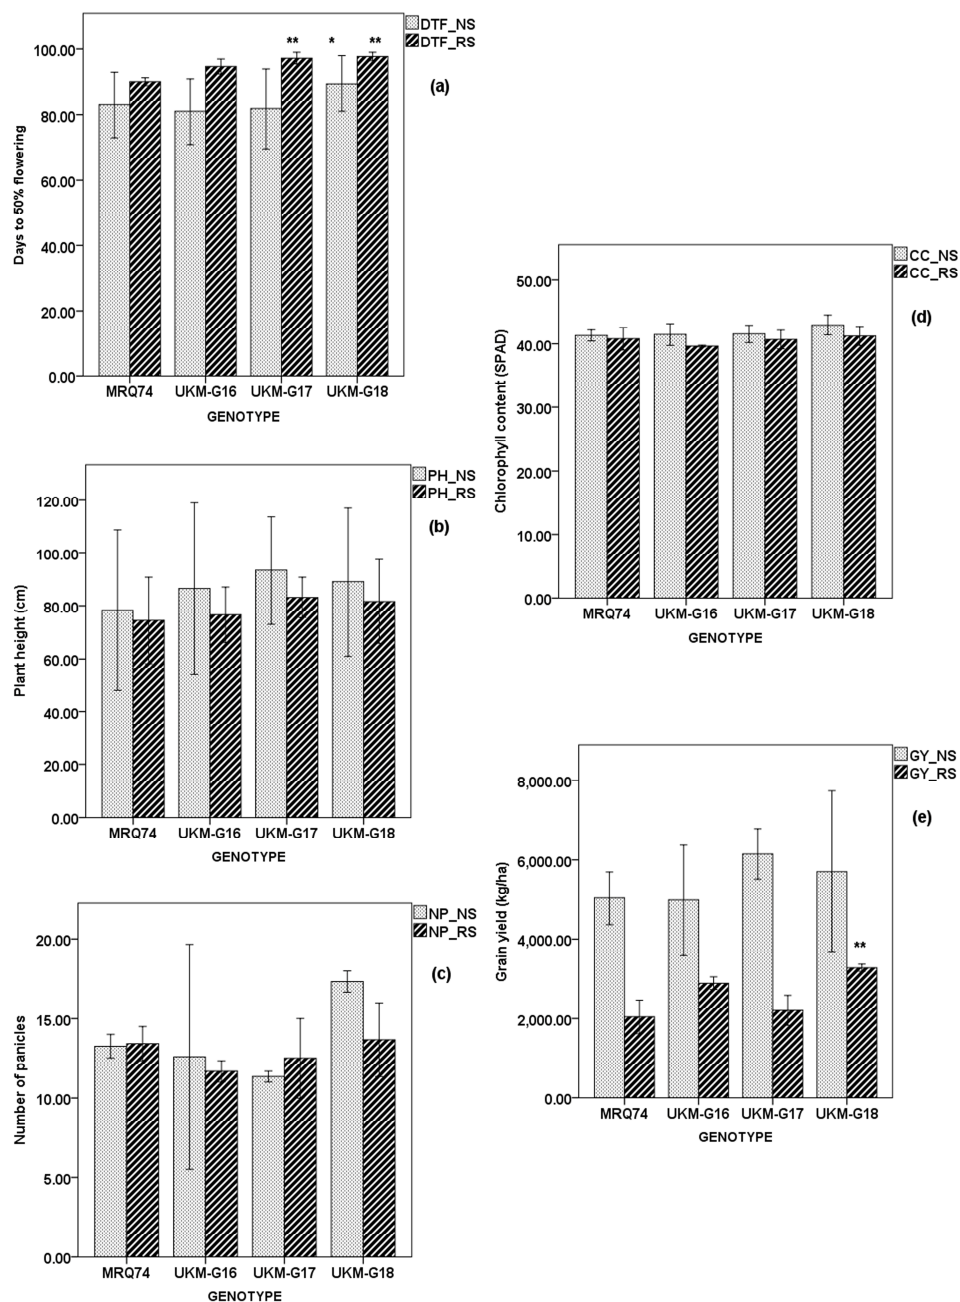 DTF_NS
DTF_RS
(a)
** * **
100.00
80.00
60.00
40.00
20.00
0.00
Days to 50% flowering
MRQ74 UKM-G16 UKM-G17 UKM-G18
GENOTYPE
PH_NS
PH_RS
(b)
120.00
100.00
80.00
60.00
40.00
20.00
0.00
Plant height (cm)
MRQ74 UKM-G16 UKM-G17 UKM-G18
GENOTYPE
NP_NS
NP_RS
(c)
20.00
15.00
10.00
5.00
0.00
Number of panicles
MRQ74 UKM-G16 UKM-G17 UKM-G18
GENOTYPE
CC_NS
CC_RS
(d)
50.00
40.00
30.00
20.00
10.00
0.00
Chlorophyll content (SPAD)
MRQ74 UKM-G16 UKM-G17 UKM-G18
GENOTYPE
GY_NS
GY_RS
(e)
8,000.00
6,000.00
4,000.00
2,000.00
0.00
**
Grain yield (kg/ha)
MRQ74 UKM-G16 UKM-G17 UKM-G18
GENOTYPE